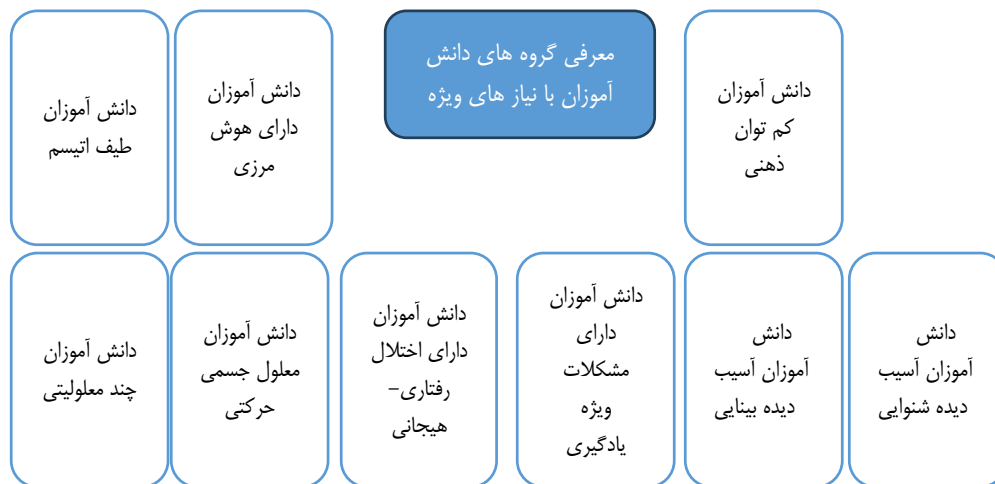 معرفی گروه های دانش
آموزان با نیاز های ویژه
دانش آموزان
کم توان
ذهنی
دانش آموزان
دارای هوش
مرزی
دانش آموزان
طیف اتیسم
دانش
آموزان آسیب
دیده شنوایی
دانش
آموزان آسیب
دیده بینایی
دانش آموزان
دارای
مشکلات
ویژه
یادگیری
دانش آموزان
دارای اختلال
رفتاری-
هیجانی
دانش آموزان
معلول جسمی
حرکتی
دانش آموزان
چند معلولیتی